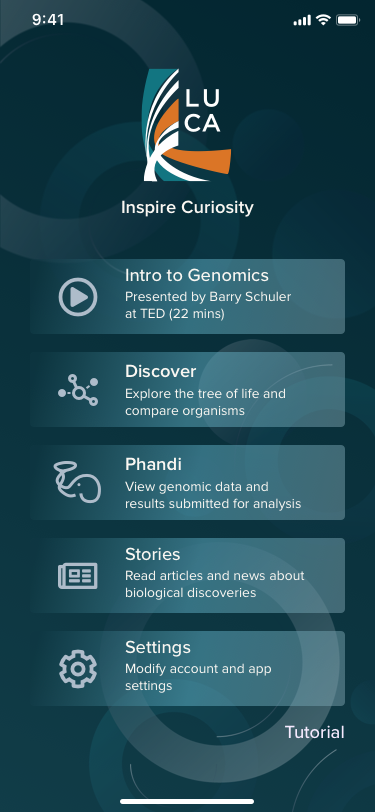 9:41
LU
CA
Inspire Curiosity
Intro to Genomics
Presented by Barry Schuler
at TED (22 mins)
Discover
Explore the tree of life and
compare organisms
Phandi
View genomic data and
results submitted for analysis
Stories
Read articles and news about
biological discoveries
Settings
Modify account and app
settings
Tutorial